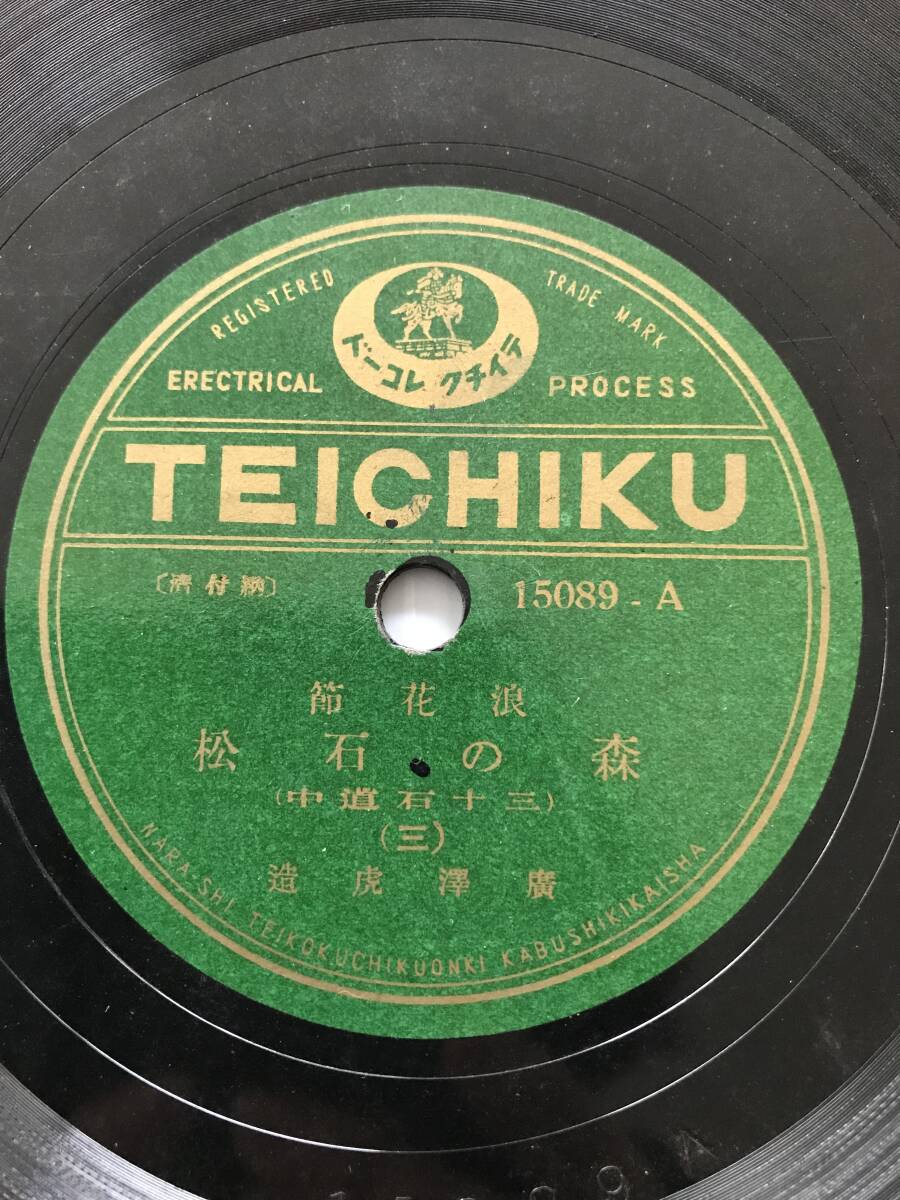 REGISTERED TRADE MARK
テイチクレコード
ERECTRICAL PROCESS
TEICHIKU
〔納付濟〕 15089 - A
浪花節
森の石松
(三十石道中)
(三)
廣澤虎造
NARA-SHI TEIKOKUCHIKUONKI KABUSHIKIKAISHA